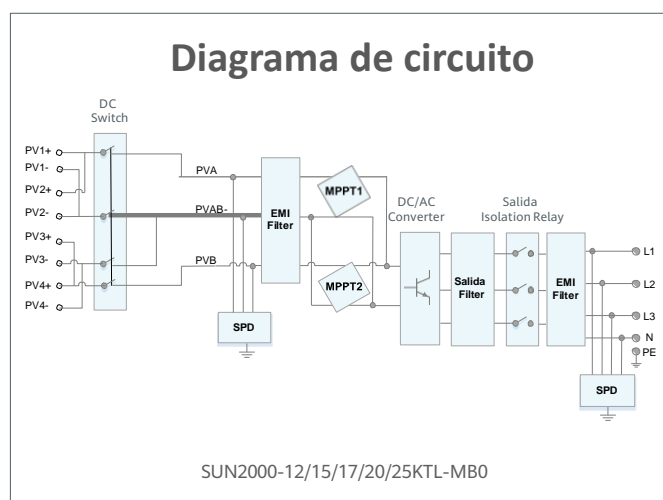 Diagrama de circuito
DC
Switch
PV1+
PV1-
PV2+
PV2-
PV3+
PV3-
PV4+
PV4-
PVA
PVAB-
PVB
SPD
EMI
Filter
MPPT1
MPPT2
DC/AC
Converter
Salida
Filter
Salida
Isolation Relay
EMI
Filter
L1
L2
L3
N
PE
SPD
SUN2000-12/15/17/20/25KTL-MB0